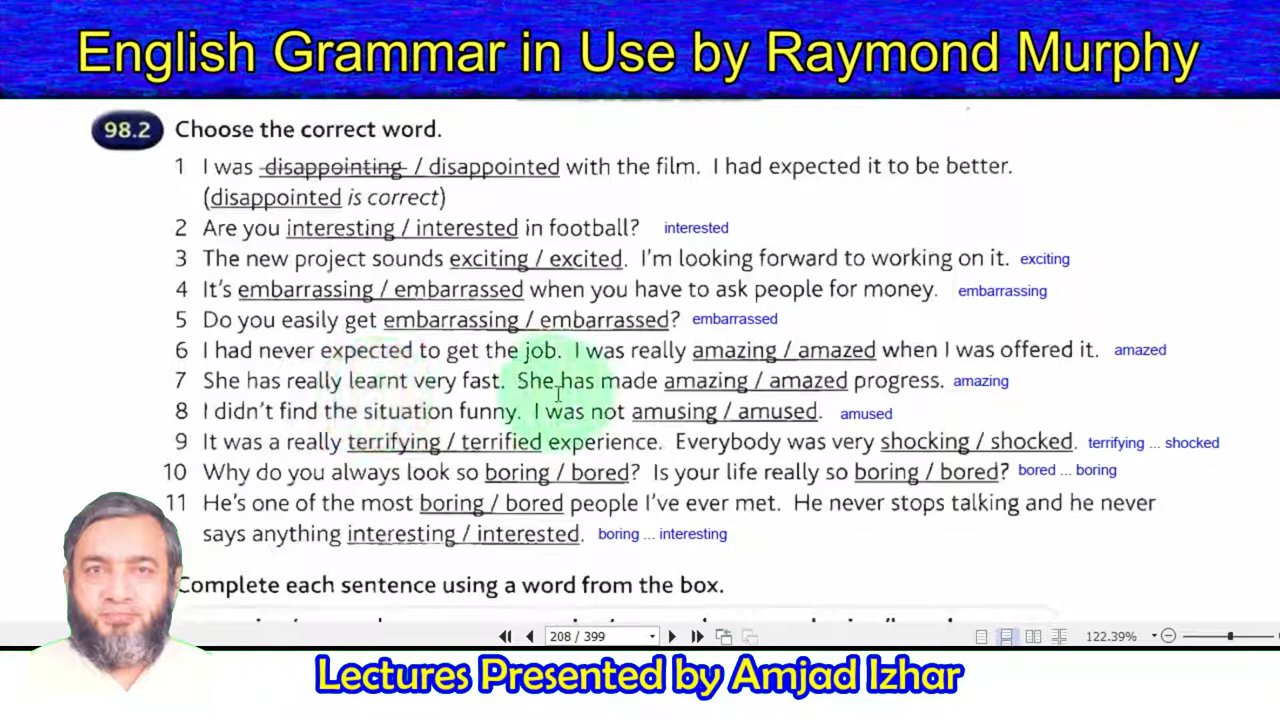 English Grammar in Use by Raymond Murphy
98.2 Choose the correct word.
1 I was disappointing / disappointed with the film. I had expected it to be better.
(disappointed is correct)
2 Are you interesting / interested in football? interested
3 The new project sounds exciting / excited. I'm looking forward to working on it. exciting
4 It's embarrassing / embarrassed when you have to ask people for money. embarrassing
5 Do you easily get embarrassing / embarrassed? embarrassed
6 I had never expected to get the job. I was really amazing / amazed when I was offered it. amazed
7 She has really learnt very fast. She has made amazing / amazed progress. amazing
8 I didn't find the situation funny. I was not amusing / amused. amused
9 It was a really terrifying / terrified experience. Everybody was very shocking / shocked. terrifying ... shocked
10 Why do you always look so boring / bored? Is your life really so boring / bored? bored ... boring
11 He's one of the most boring / bored people I've ever met. He never stops talking and he never
says anything interesting / interested. boring ... interesting
Complete each sentence using a word from the box.
208 / 399 122.39%
Lectures Presented by Amjad Izhar